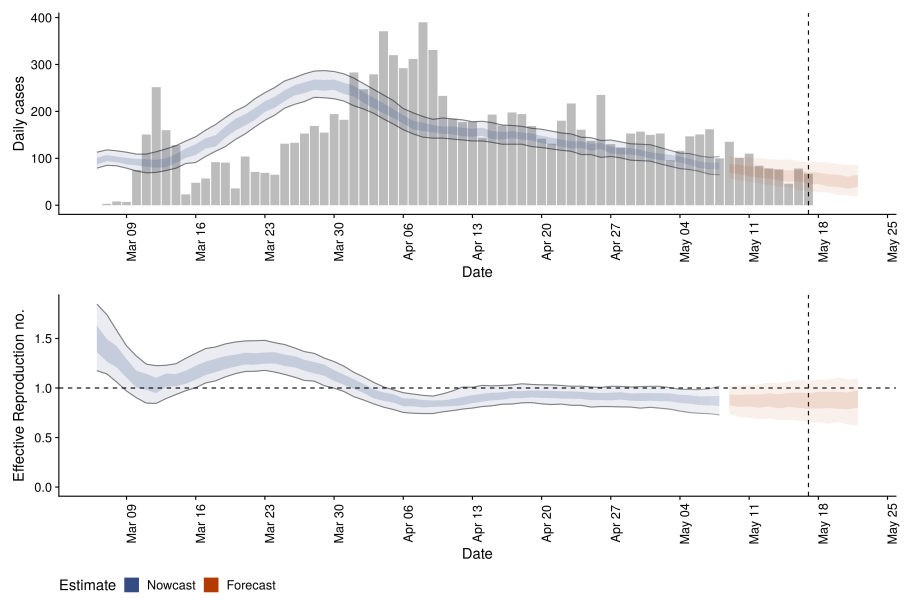 400
300
200
100
0
Daily cases
Mar 09
Mar 16
Mar 23
Mar 30
Apr 06
Apr 13
Apr 20
Apr 27
May 04
May 11
May 18
May 25
Date
1.5
1.0
0.5
0.0
Effective Reproduction no.
Mar 09
Mar 16
Mar 23
Mar 30
Apr 06
Apr 13
Apr 20
Apr 27
May 04
May 11
May 18
May 25
Date
Estimate Nowcast Forecast